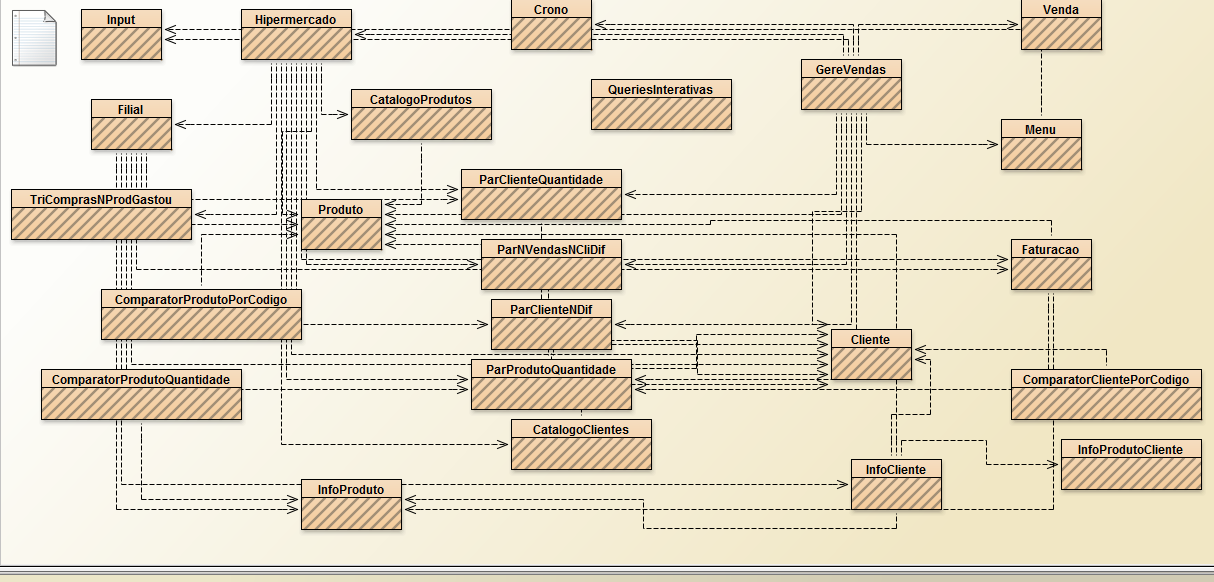 Input
Hipermercado
Crono
Venda
GereVendas
QueriesInterativas
CatalogoProdutos
Filial
Menu
ParClienteQuantidade
TriComprasNProdGastou
Produto
ParNVendasNCliDif
Faturacao
ComparatorProdutoPorCodigo
ParClienteNDif
Cliente
ParProdutoQuantidade
ComparatorProdutoQuantidade
ComparatorClientePorCodigo
CatalogoClientes
InfoProdutoCliente
InfoCliente
InfoProduto